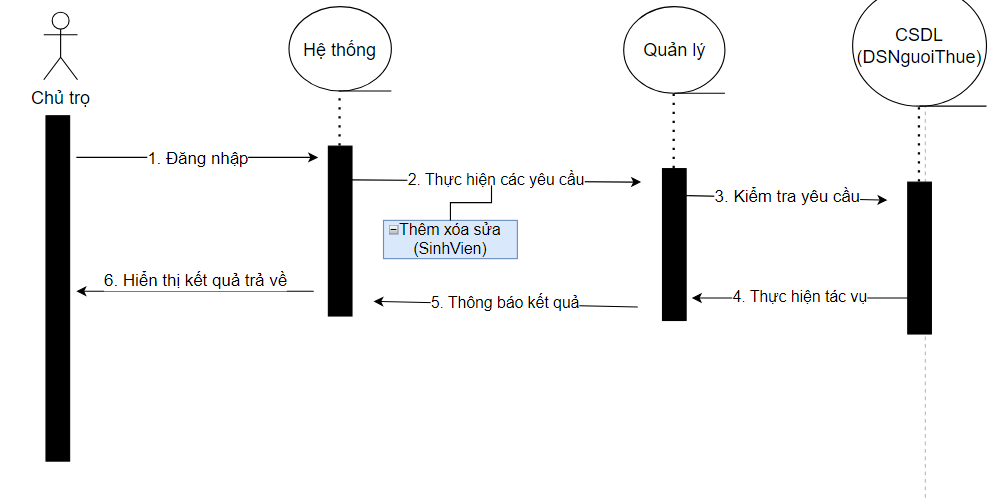 Chủ trọ
Hệ thống
Quản lý
CSDL
(DSNguoiThue)
1. Đăng nhập
2. Thực hiện các yêu cầu
Thêm xóa sửa
(SinhVien)
3. Kiểm tra yêu cầu
4. Thực hiện tác vụ
5. Thông báo kết quả
6. Hiển thị kết quả trả về